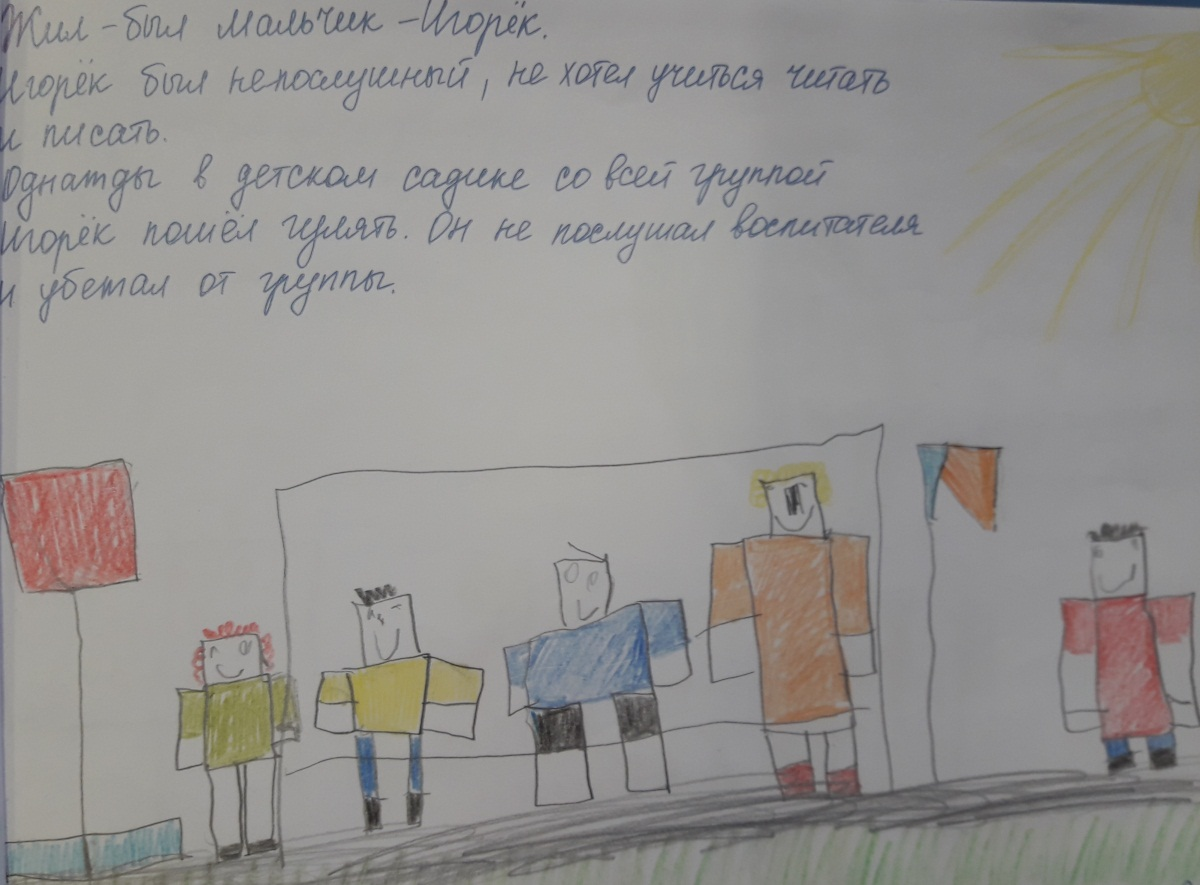 Жил-был мальчик - Игорёк.
Игорёк был непослушный, не хотел учиться читать
и писать.
Однажды в детском садике со всей группой
Игорёк пошёл гулять. Он не послушал воспитателя
и убежал от группы.